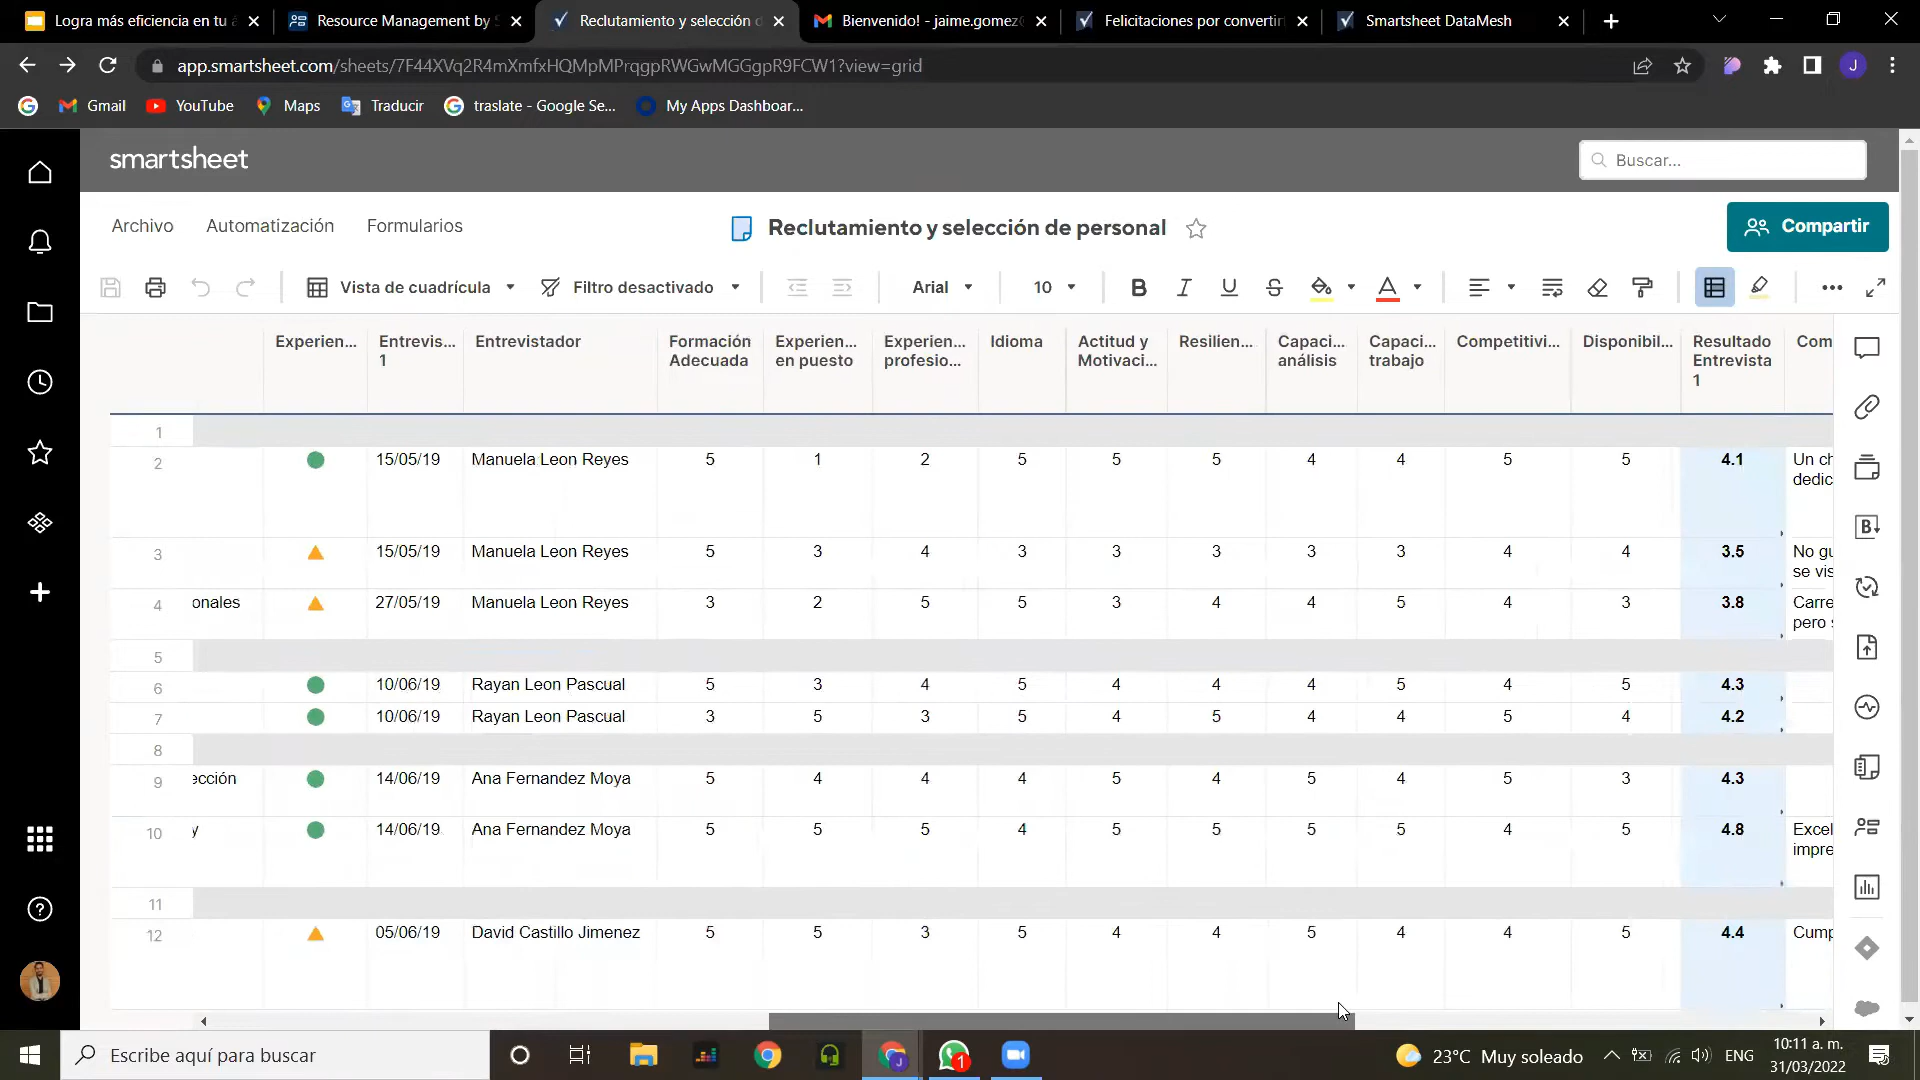 Logra más eficiencia en tu á
Resource Management by S
Reclutamiento y selección d
Bienvenido! - jaime.gomez@
Felicitaciones por convertir
Smartsheet DataMesh
app.smartsheet.com/sheets/7F44XVq2R4mXmfxHQMpMPrqgpRWGwMGGgpR9FCW1?view=grid
J
Gmail
YouTube
Maps
Traducir
traslate - Google Se...
My Apps Dashboar...
smartsheet
Buscar...
Archivo
Automatización
Formularios
Reclutamiento y selección de personal
Compartir
Vista de cuadrícula
Filtro desactivado
Arial
10
B I U S A
Experien...
Entrevis... 1
Entrevistador
Formación Adecuada
Experien... en puesto
Experien... profesio...
Idioma
Actitud y Motivaci...
Resilien...
Capaci... análisis
Capaci... trabajo
Competitivi...
Disponibil...
Resultado Entrevista 1
Com
1
2 15/05/19 Manuela Leon Reyes 5 1 2 5 5 5 4 4 5 5 4.1 Un ch
dedic
3 15/05/19 Manuela Leon Reyes 5 3 4 3 3 3 3 3 4 4 3.5 No gu
se vis
4 onales 27/05/19 Manuela Leon Reyes 3 2 5 5 3 4 4 5 4 3 3.8 Carre
pero s
5
6 10/06/19 Rayan Leon Pascual 5 3 4 5 4 4 4 5 4 5 4.3
7 10/06/19 Rayan Leon Pascual 3 5 3 5 4 5 4 4 5 4 4.2
8
9 ección 14/06/19 Ana Fernandez Moya 5 4 4 4 5 4 5 4 5 3 4.3
10 y 14/06/19 Ana Fernandez Moya 5 5 5 4 5 5 5 5 4 5 4.8 Excel
impre
11
12 05/06/19 David Castillo Jimenez 5 5 3 5 4 4 5 4 4 5 4.4 Cump
Escribe aquí para buscar
1
23°C Muy soleado
ENG
10:11 a. m.
31/03/2022